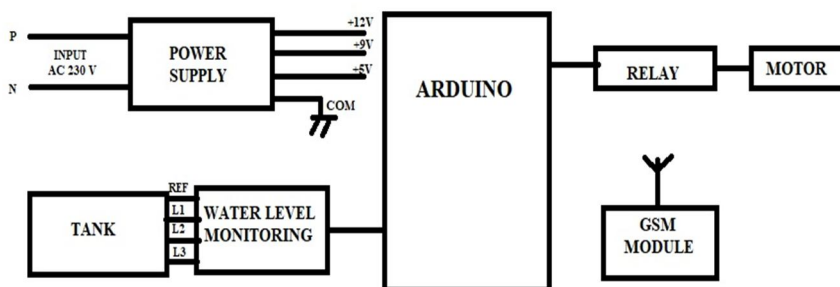 P
INPUT
AC 230 V
N
POWER
SUPPLY
+12V
+9V
+5V
COM
ARDUINO
RELAY
MOTOR
TANK
REF
L1
L2
L3
WATER LEVEL
MONITORING
GSM
MODULE